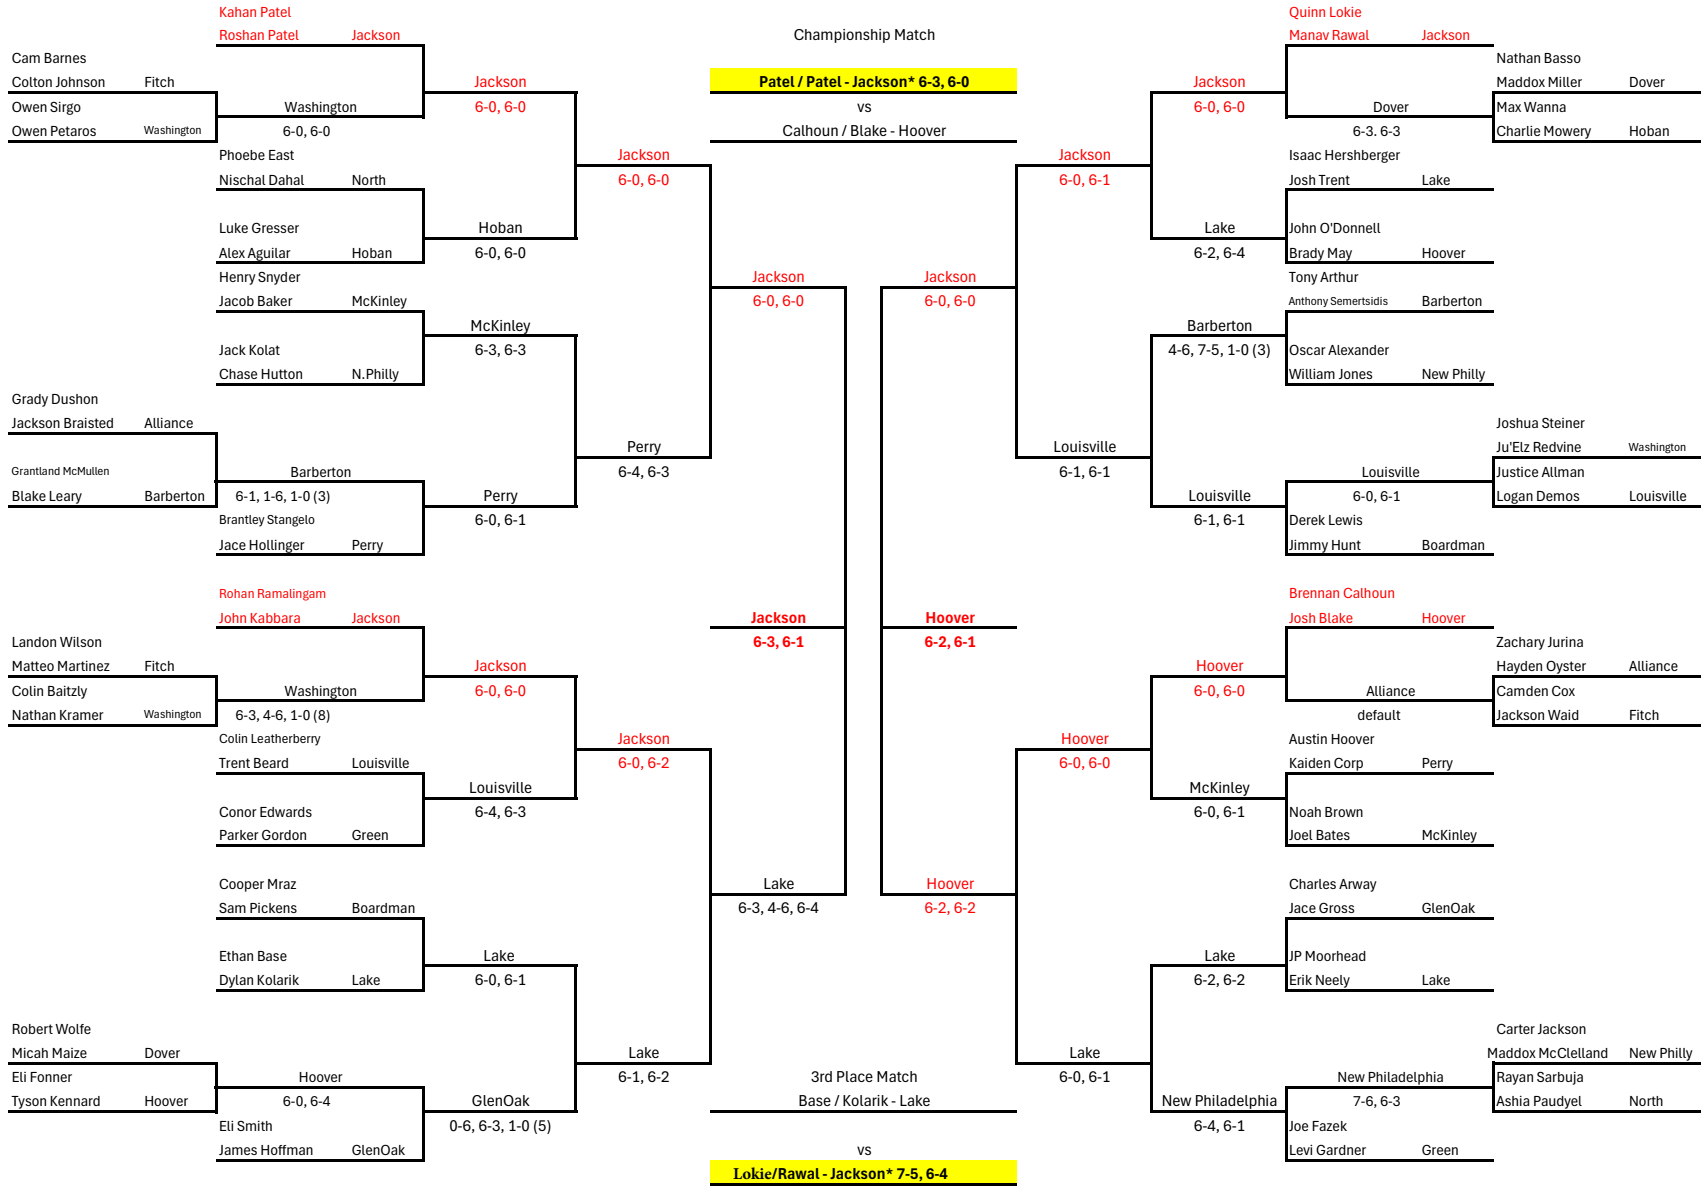 Kahan Patel
Roshan Patel Jackson
Cam Barnes
Colton Johnson Fitch
Owen Sirgo
Owen Petaros Washington
Washington
6-0, 6-0
Jackson
6-0, 6-0
Phoebe East
Nischal Dahal North
Luke Gresser
Alex Aguilar Hoban
Hoban
6-0, 6-0
Jackson
6-0, 6-0
Henry Snyder
Jacob Baker McKinley
Jack Kolat
Chase Hutton N.Philly
McKinley
6-3, 6-3
Grady Dushon
Jackson Braisted Alliance
Grantland McMullen
Blake Leary Barberton
Barberton
6-1, 1-6, 1-0 (3)
Brantley Stangelo
Jace Hollinger Perry
Perry
6-0, 6-1
Perry
6-4, 6-3
Jackson
6-0, 6-0
Rohan Ramalingam
John Kabbara Jackson
Landon Wilson
Matteo Martinez Fitch
Colin Baitzly
Nathan Kramer Washington
Washington
6-3, 4-6, 1-0 (8)
Jackson
6-0, 6-0
Colin Leatherberry
Trent Beard Louisville
Conor Edwards
Parker Gordon Green
Louisville
6-4, 6-3
Jackson
6-0, 6-2
Cooper Mraz
Sam Pickens Boardman
Ethan Base
Dylan Kolarik Lake
Lake
6-0, 6-1
Robert Wolfe
Micah Maize Dover
Eli Fonner
Tyson Kennard Hoover
Hoover
6-0, 6-4
Eli Smith
James Hoffman GlenOak
GlenOak
0-6, 6-3, 1-0 (5)
Lake
6-1, 6-2
Lake
6-3, 4-6, 6-4
Jackson
6-3, 6-1
Championship Match
Patel / Patel - Jackson* 6-3, 6-0
vs
Calhoun / Blake - Hoover
3rd Place Match
Base / Kolarik - Lake
vs
Lokie/Rawal - Jackson* 7-5, 6-4
Hoover
6-2, 6-1
Jackson
6-0, 6-0
Jackson
6-0, 6-1
Jackson
6-0, 6-0
Quinn Lokie
Manav Rawal Jackson
Nathan Basso
Maddox Miller Dover
Max Wanna
Charlie Mowery Hoban
Dover
6-3. 6-3
Isaac Hershberger
Josh Trent Lake
John O'Donnell
Brady May Hoover
Lake
6-2, 6-4
Tony Arthur
Anthony Semertsidis Barberton
Oscar Alexander
William Jones New Philly
Barberton
4-6, 7-5, 1-0 (3)
Louisville
6-1, 6-1
Joshua Steiner
Ju'Elz Redvine Washington
Justice Allman
Logan Demos Louisville
Louisville
6-0, 6-1
Derek Lewis
Jimmy Hunt Boardman
Louisville
6-1, 6-1
Brennan Calhoun
Josh Blake Hoover
Zachary Jurina
Hayden Oyster Alliance
Camden Cox
Jackson Waid Fitch
Alliance
default
Hoover
6-0, 6-0
Austin Hoover
Kaiden Corp Perry
Noah Brown
Joel Bates McKinley
McKinley
6-0, 6-1
Hoover
6-0, 6-0
Hoover
6-2, 6-2
Charles Arway
Jace Gross GlenOak
JP Moorhead
Erik Neely Lake
Lake
6-2, 6-2
Lake
6-0, 6-1
Carter Jackson
Maddox McClelland New Philly
Rayan Sarbuja
Ashia Paudyel North
New Philadelphia
7-6, 6-3
Joe Fazek
Levi Gardner Green
New Philadelphia
6-4, 6-1